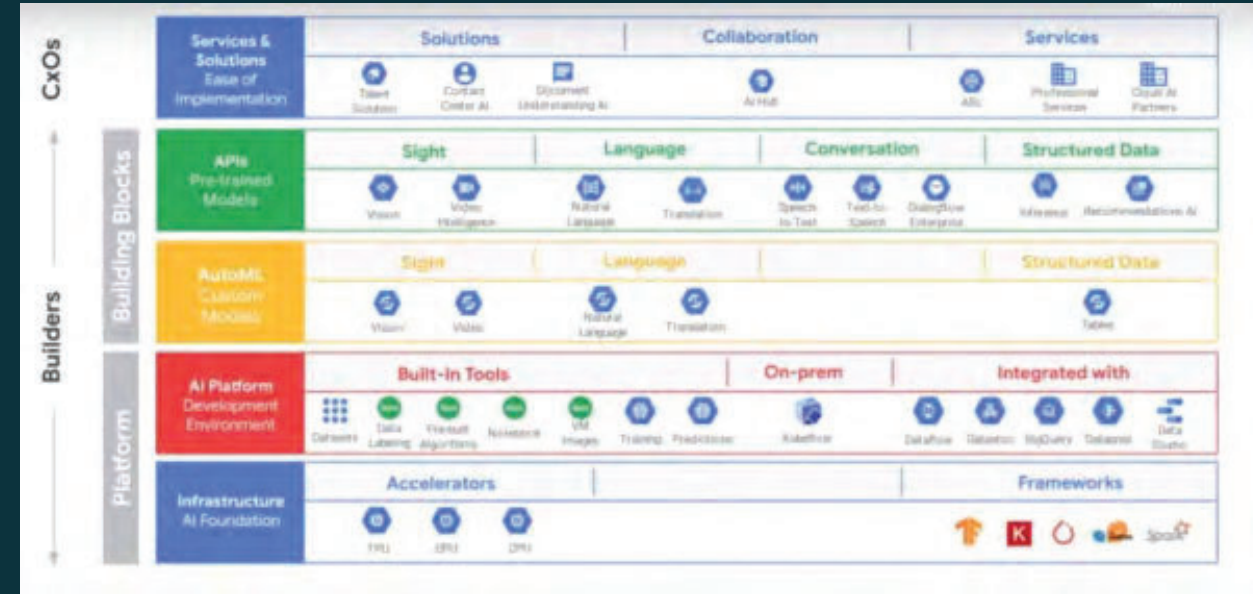 CxOs
Builders
Building Blocks
Platform
Services &
Solutions
Ease of
Implementation
Solutions
Collaboration
Services
Talent
Solution
Contact
Center AI
Document
Understanding AI
AI Hub
ASL
Professional
Services
Cloud AI
Partners
APIs
Pre-trained
Models
Sight
Language
Conversation
Structured Data
Vision
Video
Intelligence
Natural
Language
Translation
Speech
-to-Text
Text-to-
Speech
Dialogflow
Enterprise
Inference
Recommendations AI
AutoML
Custom
Models
Sight
Language
Structured Data
Vision
Video
Natural
Language
Translation
Tables
AI Platform
Development
Environment
Built-in Tools
On-prem
Integrated with
Datasets
Data
Labeling
Pre-built
Algorithms
Notebook
VM
Images
Training
Predictions
Kubeflow
Dataflow
Dataproc
BigQuery
Dataprep
Data
Studio
Infrastructure
AI Foundation
Accelerators
Frameworks
TPU
GPU
CPU
K
Spark